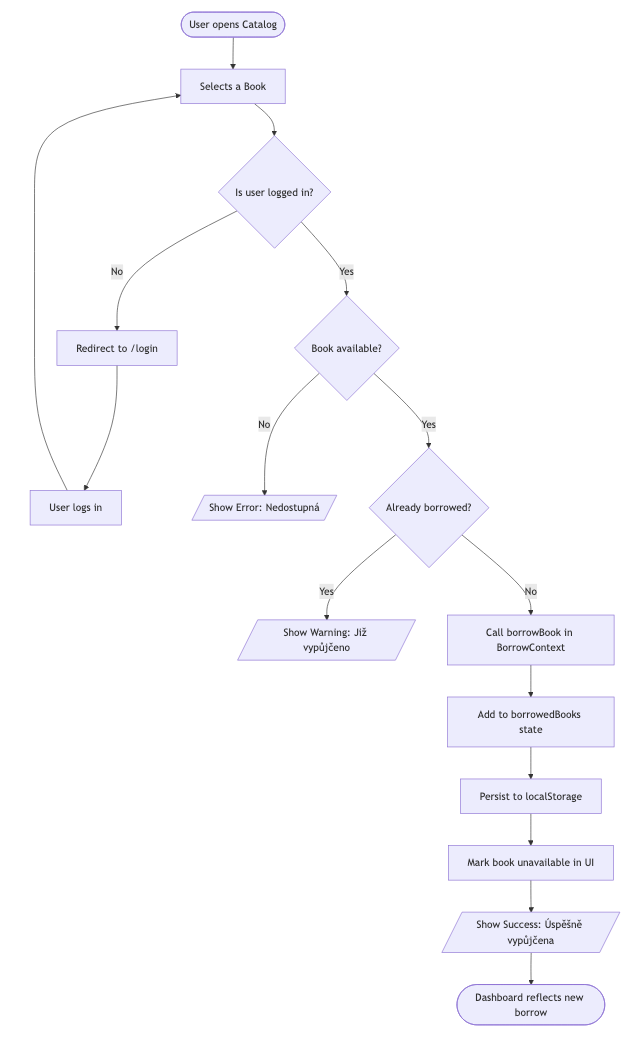 User opens Catalog
Selects a Book
Is user logged in?
No
Yes
Redirect to /login
Book available?
No
Yes
User logs in
Show Error: Nedostupná
Already borrowed?
Yes
No
Show Warning: Již
vypůjčeno
Call borrowBook in
BorrowContext
Add to borrowedBooks
state
Persist to localStorage
Mark book unavailable in UI
Show Success: Úspěšně
vypůjčena
Dashboard reflects new
borrow